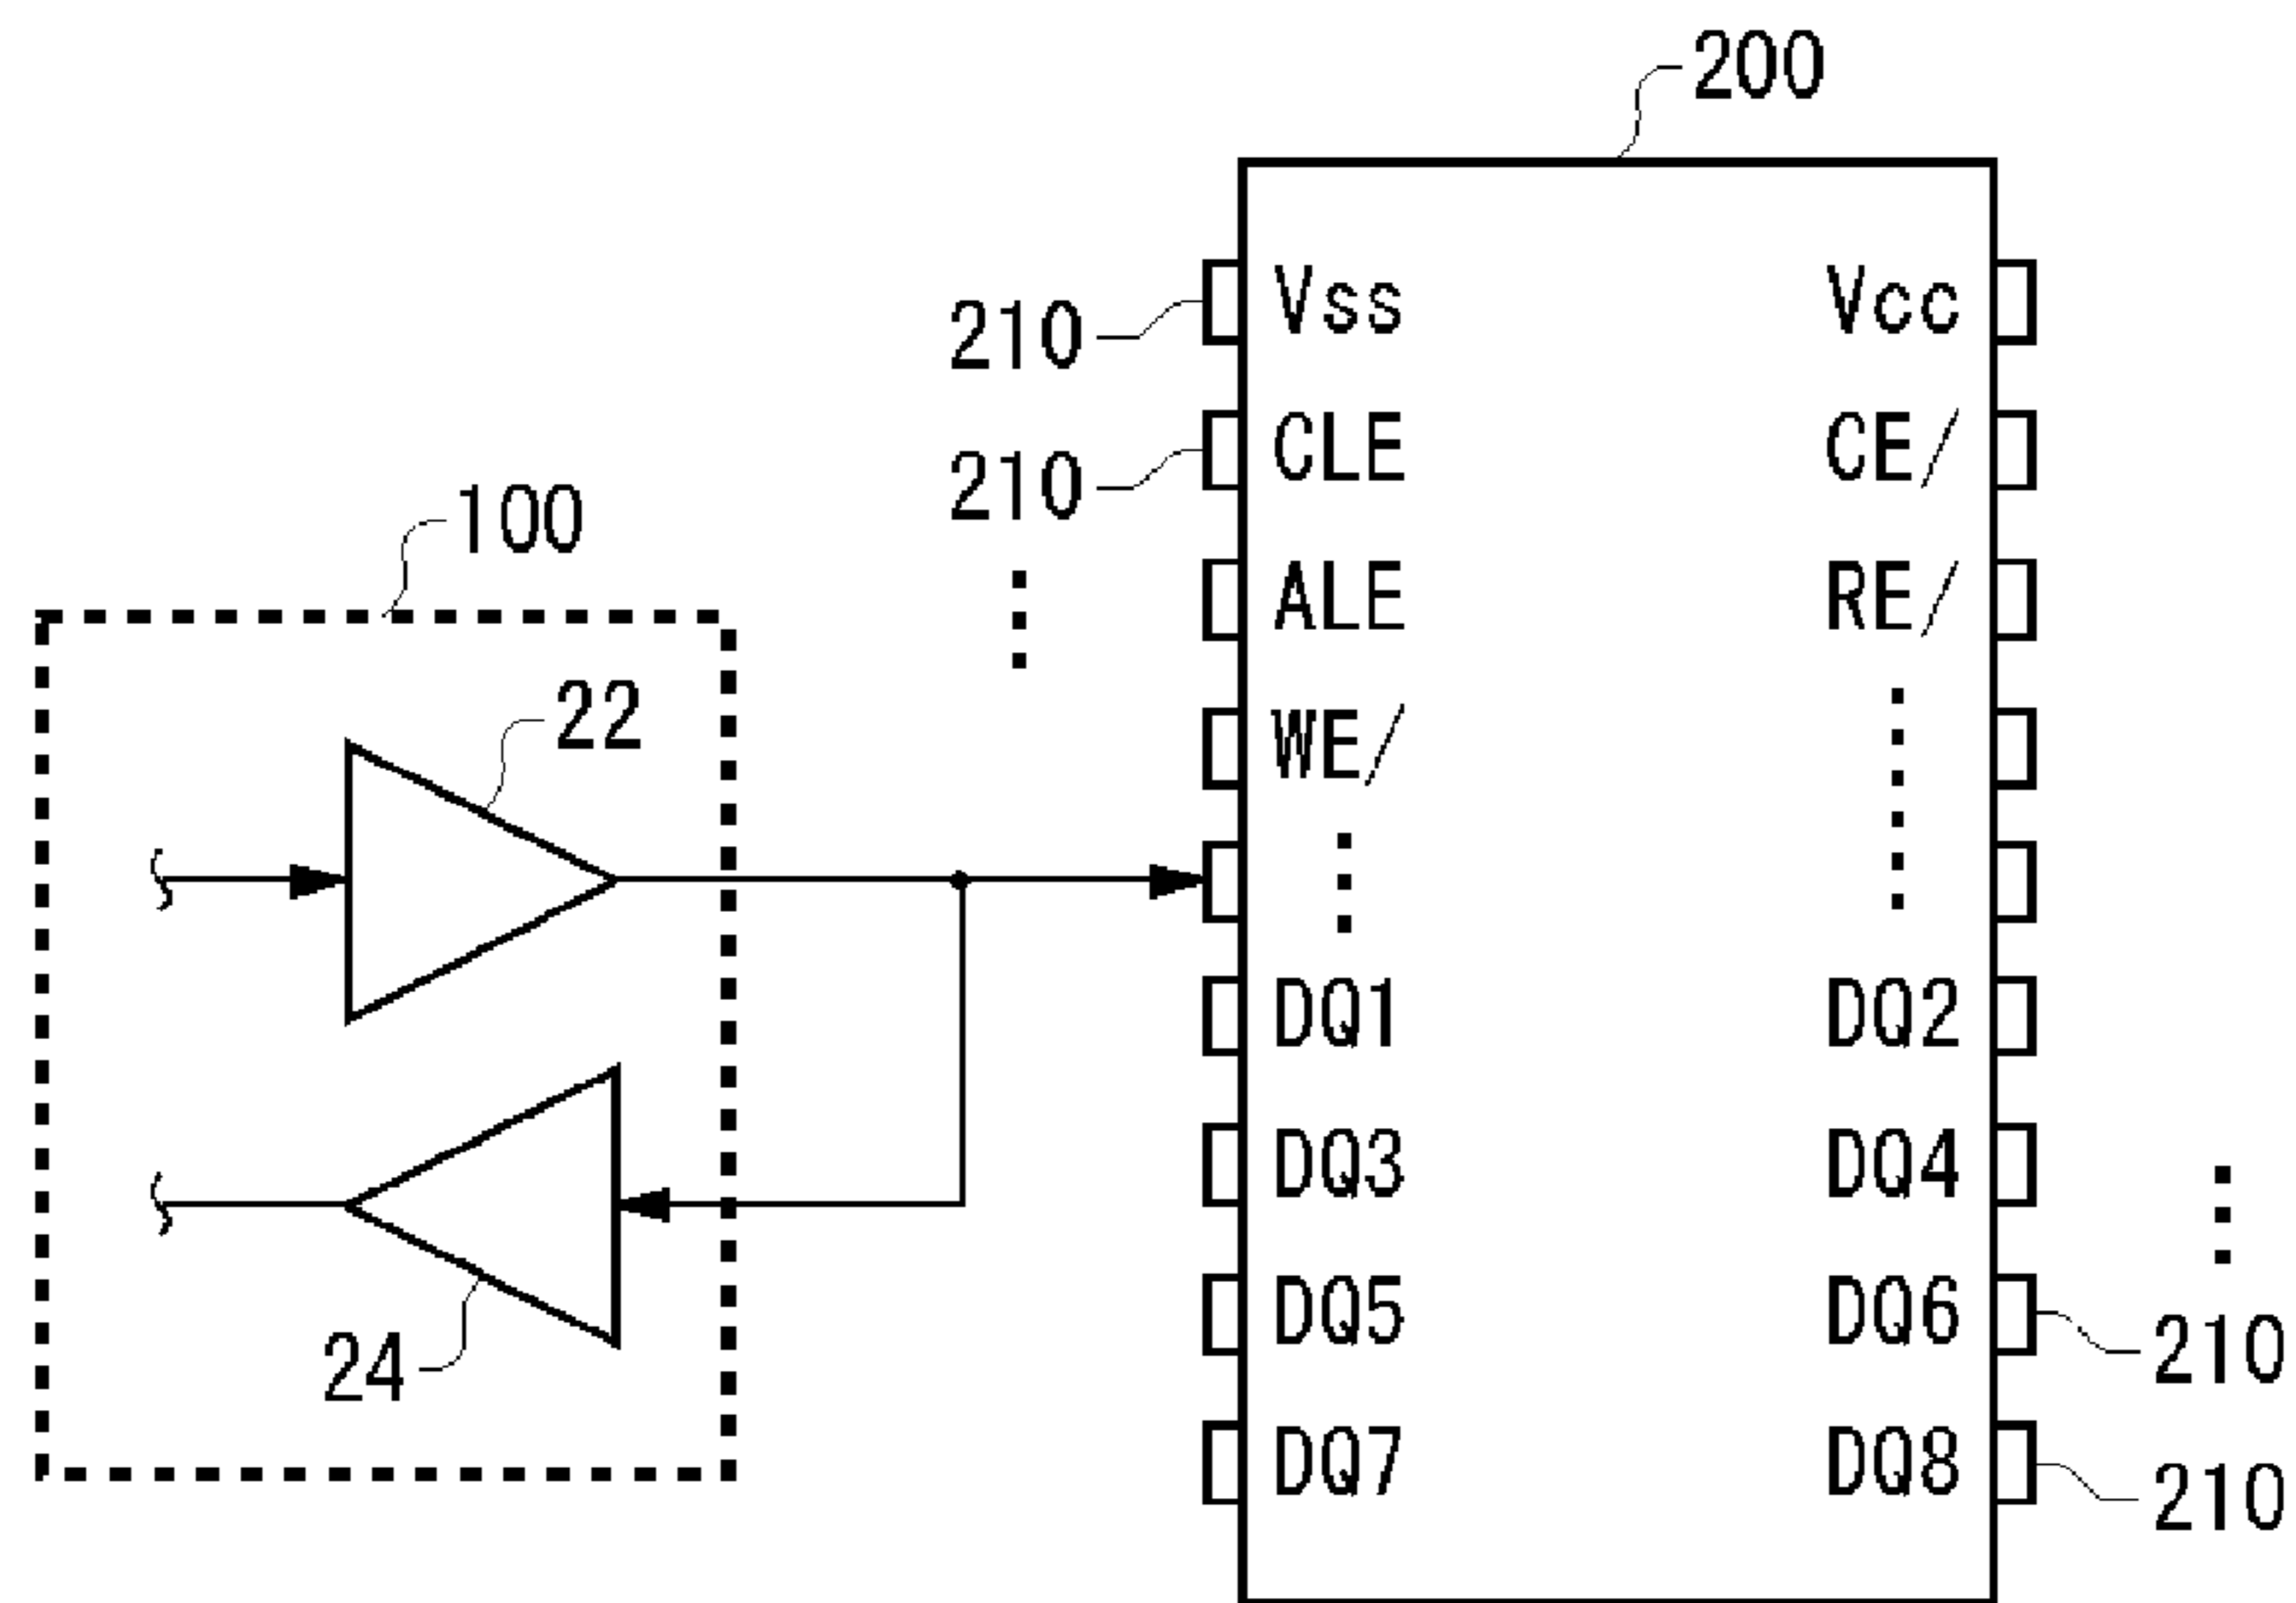 200
210 Vss Vcc
210 CLE CE/
100
ALE RE/
22
WE/
DQ1 DQ2
DQ3 DQ4
24
DQ5 DQ6 210
DQ7 DQ8 210